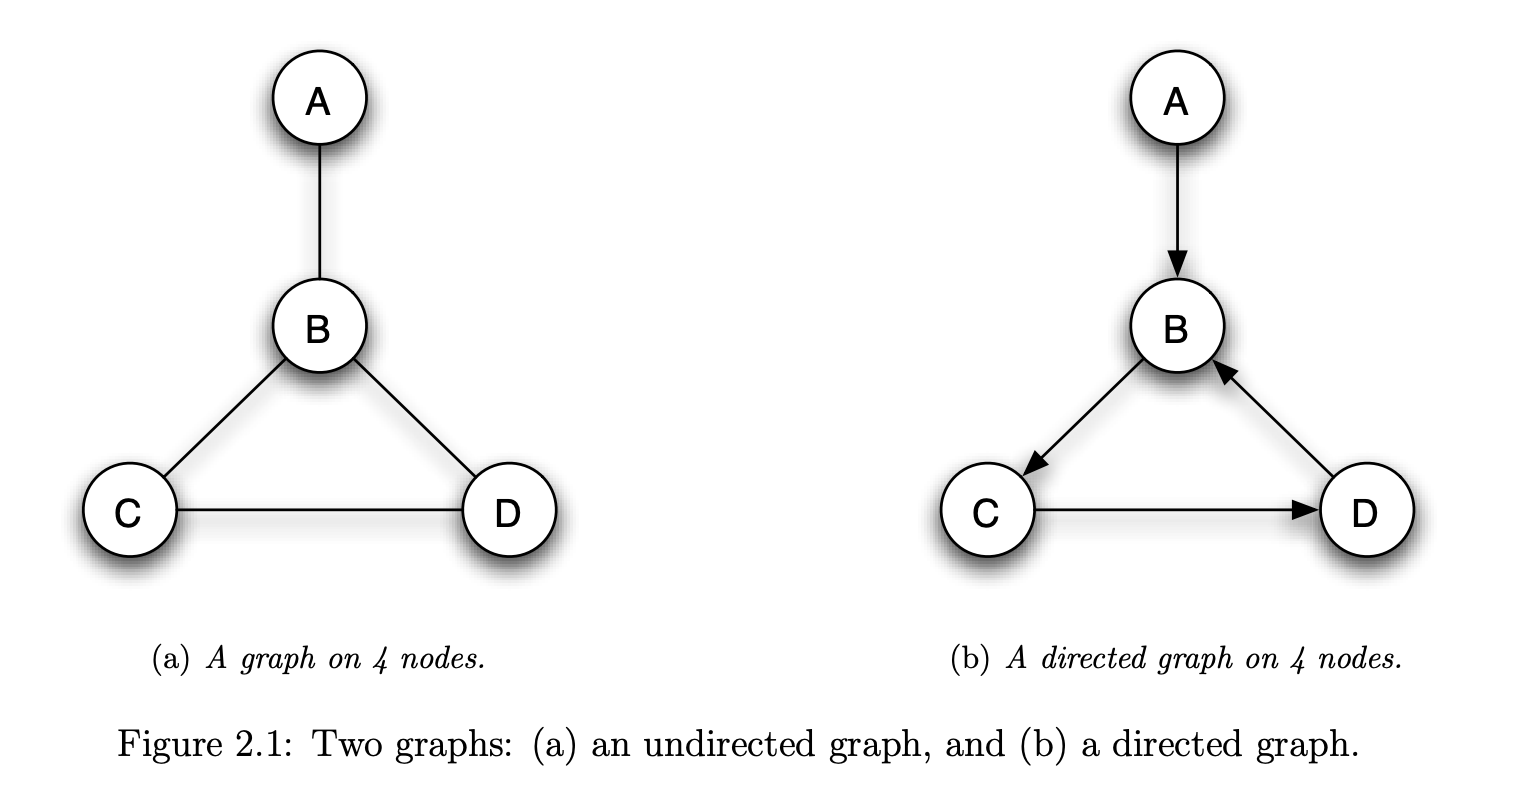 A
B
C
D
(a) A graph on 4 nodes.
A
B
C
D
(b) A directed graph on 4 nodes.
Figure 2.1: Two graphs: (a) an undirected graph, and (b) a directed graph.